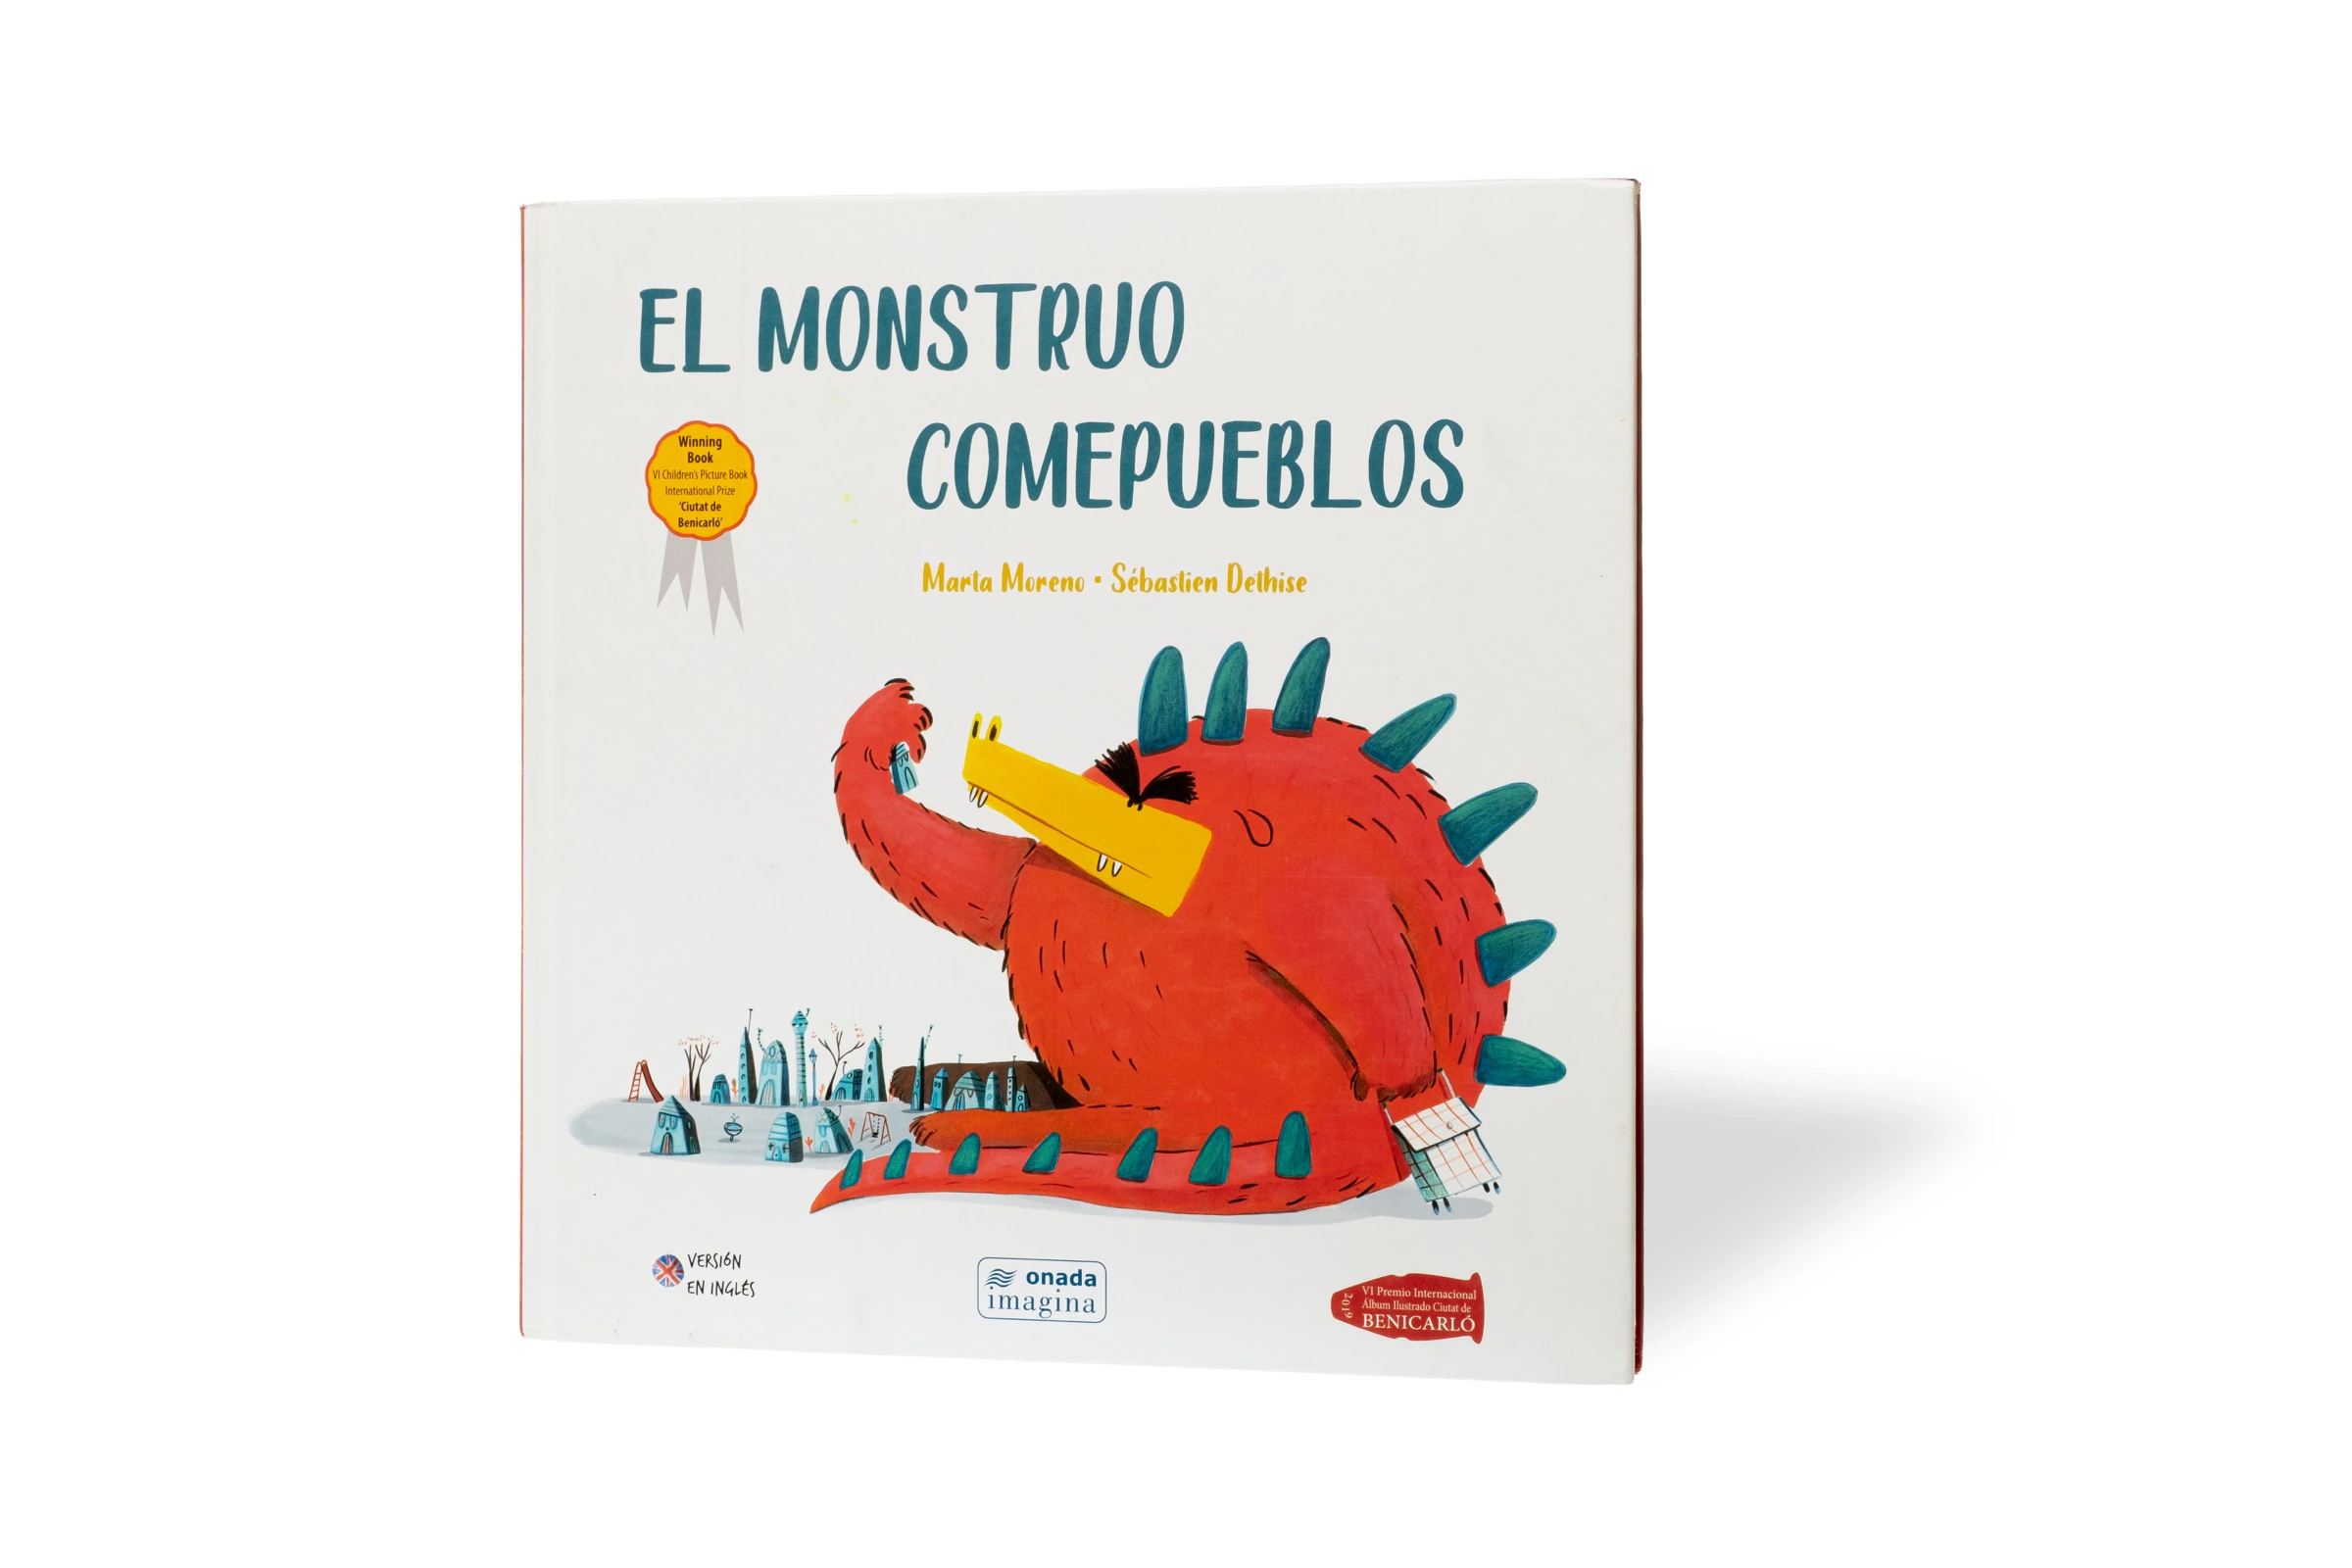 EL MONSTRUO
COMEPUEBLOS
Winning
Book
VI Children's Picture Book
International Prize
'Ciutat de
Benicarló'
Marta Moreno • Sébastien Dethise
VERSIÓN
EN INGLÉS
onada
imagina
2019
VI Premio Internacional
Álbum Ilustrado Ciutat de
BENICARLÓ